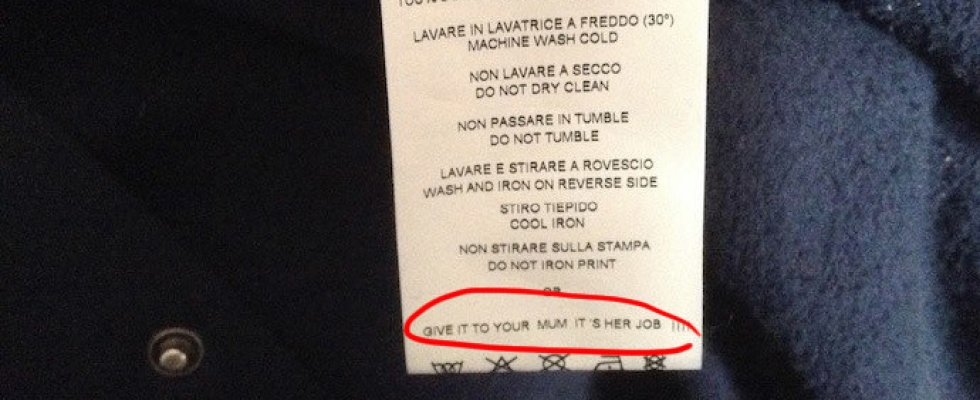 LAVARE IN LAVATRICE A FREDDO (30°)
MACHINE WASH COLD
NON LAVARE A SECCO
DO NOT DRY CLEAN
NON PASSARE IN TUMBLE
DO NOT TUMBLE
LAVARE E STIRARE A ROVESCIO
WASH AND IRON ON REVERSE SIDE
STIRO TIEPIDO
COOL IRON
NON STIRARE SULLA STAMPA
DO NOT IRON PRINT
OR
GIVE IT TO YOUR MUM IT 'S HER JOB !!!!